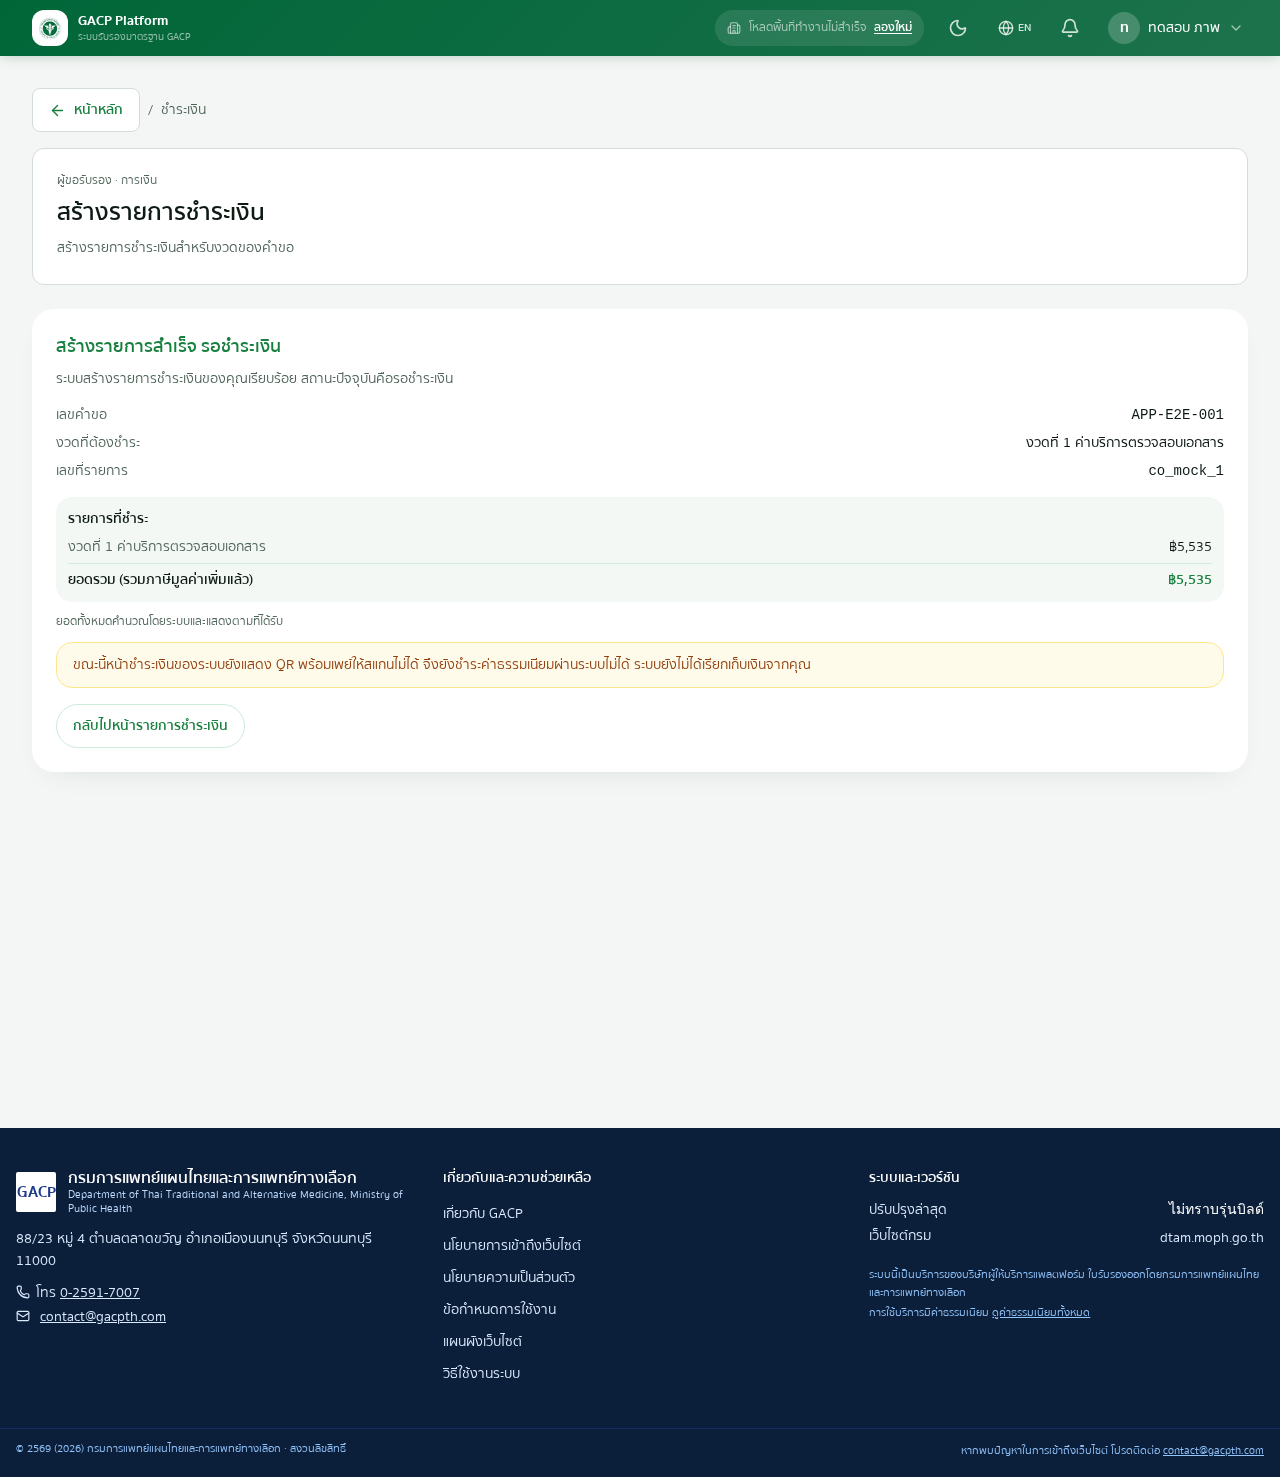 GACP Platform
ระบบรับรองมาตรฐาน GACP
โหลดพื้นที่ทำงานไม่สำเร็จ ลองใหม่
EN
ท ทดสอบ ภาพ
หน้าหลัก / ชำระเงิน
ผู้ขอรับรอง · การเงิน
สร้างรายการชำระเงิน
สร้างรายการชำระเงินสำหรับงวดของคำขอ
สร้างรายการสำเร็จ รอชำระเงิน
ระบบสร้างรายการชำระเงินของคุณเรียบร้อย สถานะปัจจุบันคือรอชำระเงิน
เลขคำขอ APP-E2E-001
งวดที่ต้องชำระ งวดที่ 1 ค่าบริการตรวจสอบเอกสาร
เลขที่รายการ co_mock_1
รายการที่ชำระ
งวดที่ 1 ค่าบริการตรวจสอบเอกสาร ฿5,535
ยอดรวม (รวมภาษีมูลค่าเพิ่มแล้ว) ฿5,535
ยอดทั้งหมดคำนวณโดยระบบและแสดงตามที่ได้รับ
ขณะนี้หน้าชำระเงินของระบบยังแสดง QR พร้อมเพย์ให้สแกนไม่ได้ จึงยังชำระค่าธรรมเนียมผ่านระบบไม่ได้ ระบบยังไม่ได้เรียกเก็บเงินจากคุณ
กลับไปหน้ารายการชำระเงิน
GACP
กรมการแพทย์แผนไทยและการแพทย์ทางเลือก
Department of Thai Traditional and Alternative Medicine, Ministry of
Public Health
88/23 หมู่ 4 ตำบลตลาดขวัญ อำเภอเมืองนนทบุรี จังหวัดนนทบุรี
11000
โทร 0-2591-7007
contact@gacpth.com
เกี่ยวกับและความช่วยเหลือ
เกี่ยวกับ GACP
นโยบายการเข้าถึงเว็บไซต์
นโยบายความเป็นส่วนตัว
ข้อกำหนดการใช้งาน
แผนผังเว็บไซต์
วิธีใช้งานระบบ
ระบบและเวอร์ชัน
ปรับปรุงล่าสุด ไม่ทราบรุ่นบิลด์
เว็บไซต์กรม dtam.moph.go.th
ระบบนี้เป็นบริการของบริษัทผู้ให้บริการแพลตฟอร์ม ใบรับรองออกโดยกรมการแพทย์แผนไทย
และการแพทย์ทางเลือก
การใช้บริการมีค่าธรรมเนียม ดูค่าธรรมเนียมทั้งหมด
© 2569 (2026) กรมการแพทย์แผนไทยและการแพทย์ทางเลือก · สงวนลิขสิทธิ์
หากพบปัญหาในการเข้าถึงเว็บไซต์ โปรดติดต่อ contact@gacpth.com